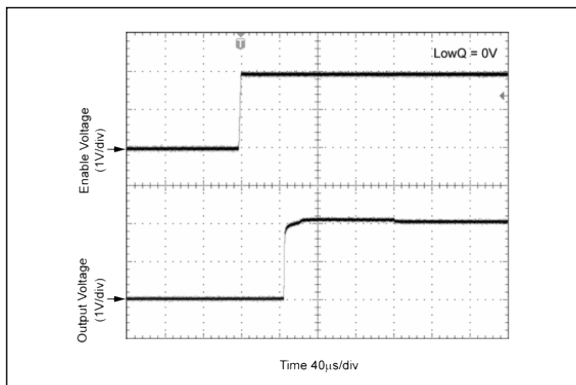 T
LowQ = 0V
Enable Voltage
(1V/div)
Output Voltage
(1V/div)
Time 40µs/div